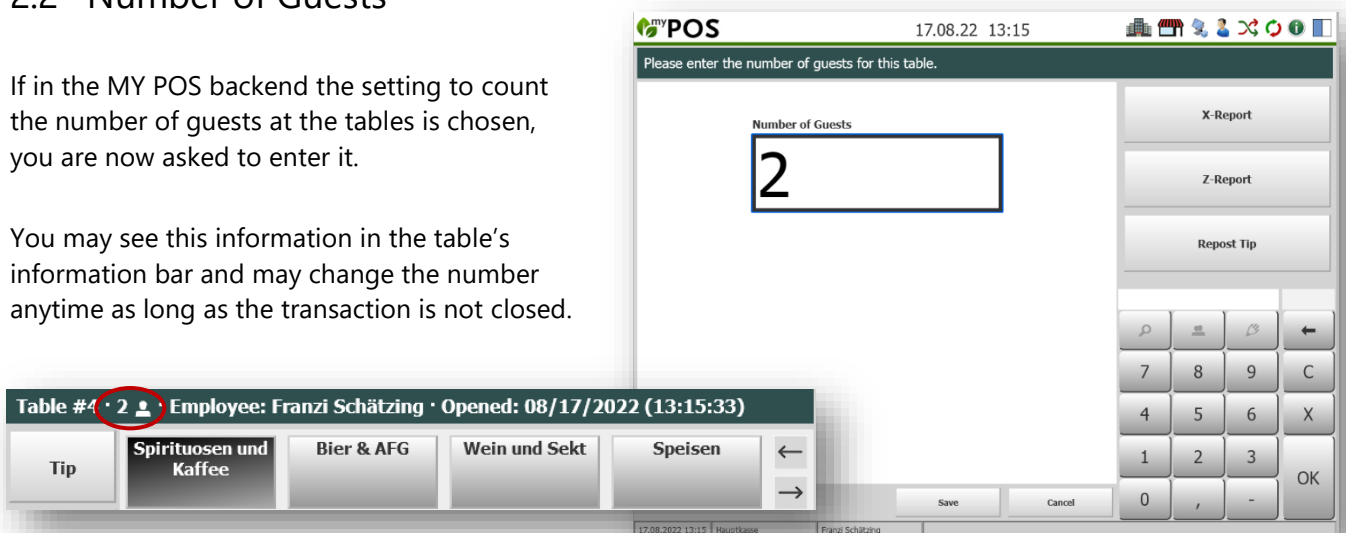 2.2 Number of Guests
If in the MY POS backend the setting to count
the number of guests at the tables is chosen,
you are now asked to enter it.
You may see this information in the table's
information bar and may change the number
anytime as long as the transaction is not closed.
Table #4 · 2 · Employee: Franzi Schätzing · Opened: 08/17/2022 (13:15:33)
Tip
Spirituosen und
Kaffee
Bier & AFG
Wein und Sekt
Speisen
←
→
my POS
17.08.22 13:15
Please enter the number of guests for this table.
Number of Guests
2
X-Report
Z-Report
Repost Tip
7 8 9 C
4 5 6 X
1 2 3
OK
0 , -
Save
Cancel
17.08.2022 13:15 Hauptkasse Franzi Schätzing